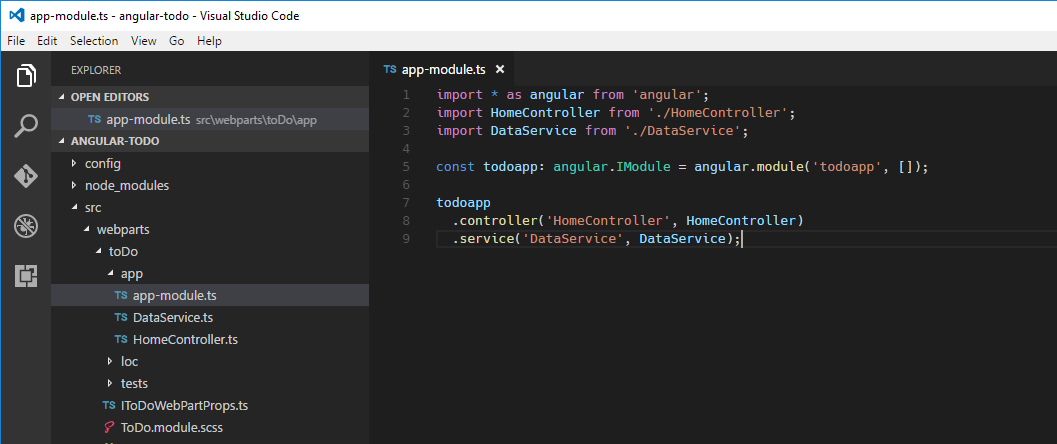 app-module.ts - angular-todo - Visual Studio Code
File Edit Selection View Go Help
EXPLORER
OPEN EDITORS
TS app-module.ts src\webparts\toDo\app
ANGULAR-TODO
config
node_modules
src
webparts
toDo
app
TS app-module.ts
TS DataService.ts
TS HomeController.ts
loc
tests
TS IToDoWebPartProps.ts
ToDo.module.scss
TS app-module.ts ×
1 import * as angular from 'angular';
2 import HomeController from './HomeController';
3 import DataService from './DataService';
4
5 const todoapp: angular.IModule = angular.module('todoapp', []);
6
7 todoapp
8   .controller('HomeController', HomeController)
9   .service('DataService', DataService);